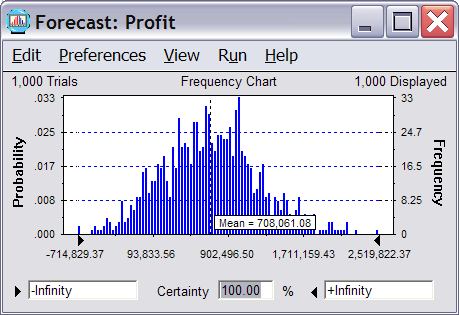 Forecast: Profit
Edit Preferences View Run Help
1,000 Trials Frequency Chart 1,000 Displayed
.033 33
.025 24.7
.017 16.5
.008 8.25
.000 0
Probability
Frequency
Mean = 708,061.08
-714,829.37 93,833.56 902,496.50 1,711,159.43 2,519,822.37
-Infinity Certainty 100.00 % +Infinity